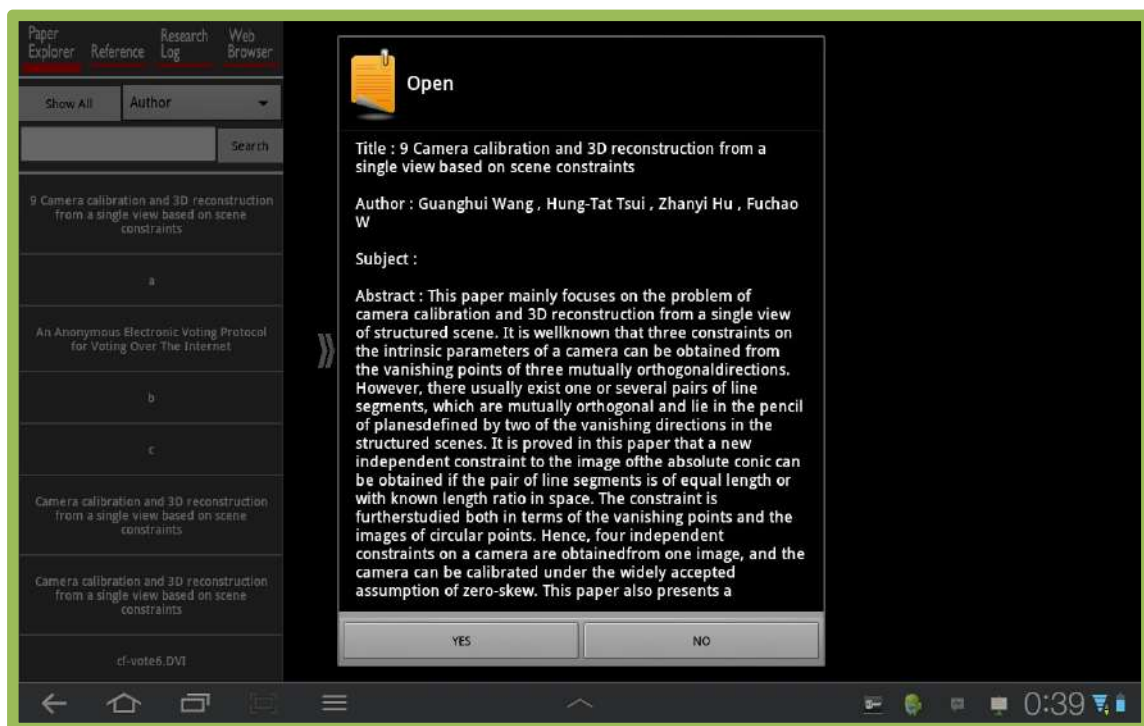 Paper Explorer
Reference
Research Log
Web Browser
Show All
Author
Search
9 Camera calibration and 3D reconstruction
from a single view based on scene
constraints
a
An Anonymous Electronic Voting Protocol
for Voting Over The Internet
b
c
Camera calibration and 3D reconstruction
from a single view based on scene
constraints
Camera calibration and 3D reconstruction
from a single view based on scene
constraints
cf-vote6.DVI
Open
Title : 9 Camera calibration and 3D reconstruction from a
single view based on scene constraints
Author : Guanghui Wang , Hung-Tat Tsui , Zhanyi Hu , Fuchao
W
Subject :
Abstract : This paper mainly focuses on the problem of
camera calibration and 3D reconstruction from a single view
of structured scene. It is wellknown that three constraints on
the intrinsic parameters of a camera can be obtained from
the vanishing points of three mutually orthogonaldirections.
However, there usually exist one or several pairs of line
segments, which are mutually orthogonal and lie in the pencil
of planesdefined by two of the vanishing directions in the
structured scenes. It is proved in this paper that a new
independent constraint to the image ofthe absolute conic can
be obtained if the pair of line segments is of equal length or
with known length ratio in space. The constraint is
furtherstudied both in terms of the vanishing points and the
images of circular points. Hence, four independent
constraints on a camera are obtainedfrom one image, and the
camera can be calibrated under the widely accepted
assumption of zero-skew. This paper also presents a
YES
NO
0:39